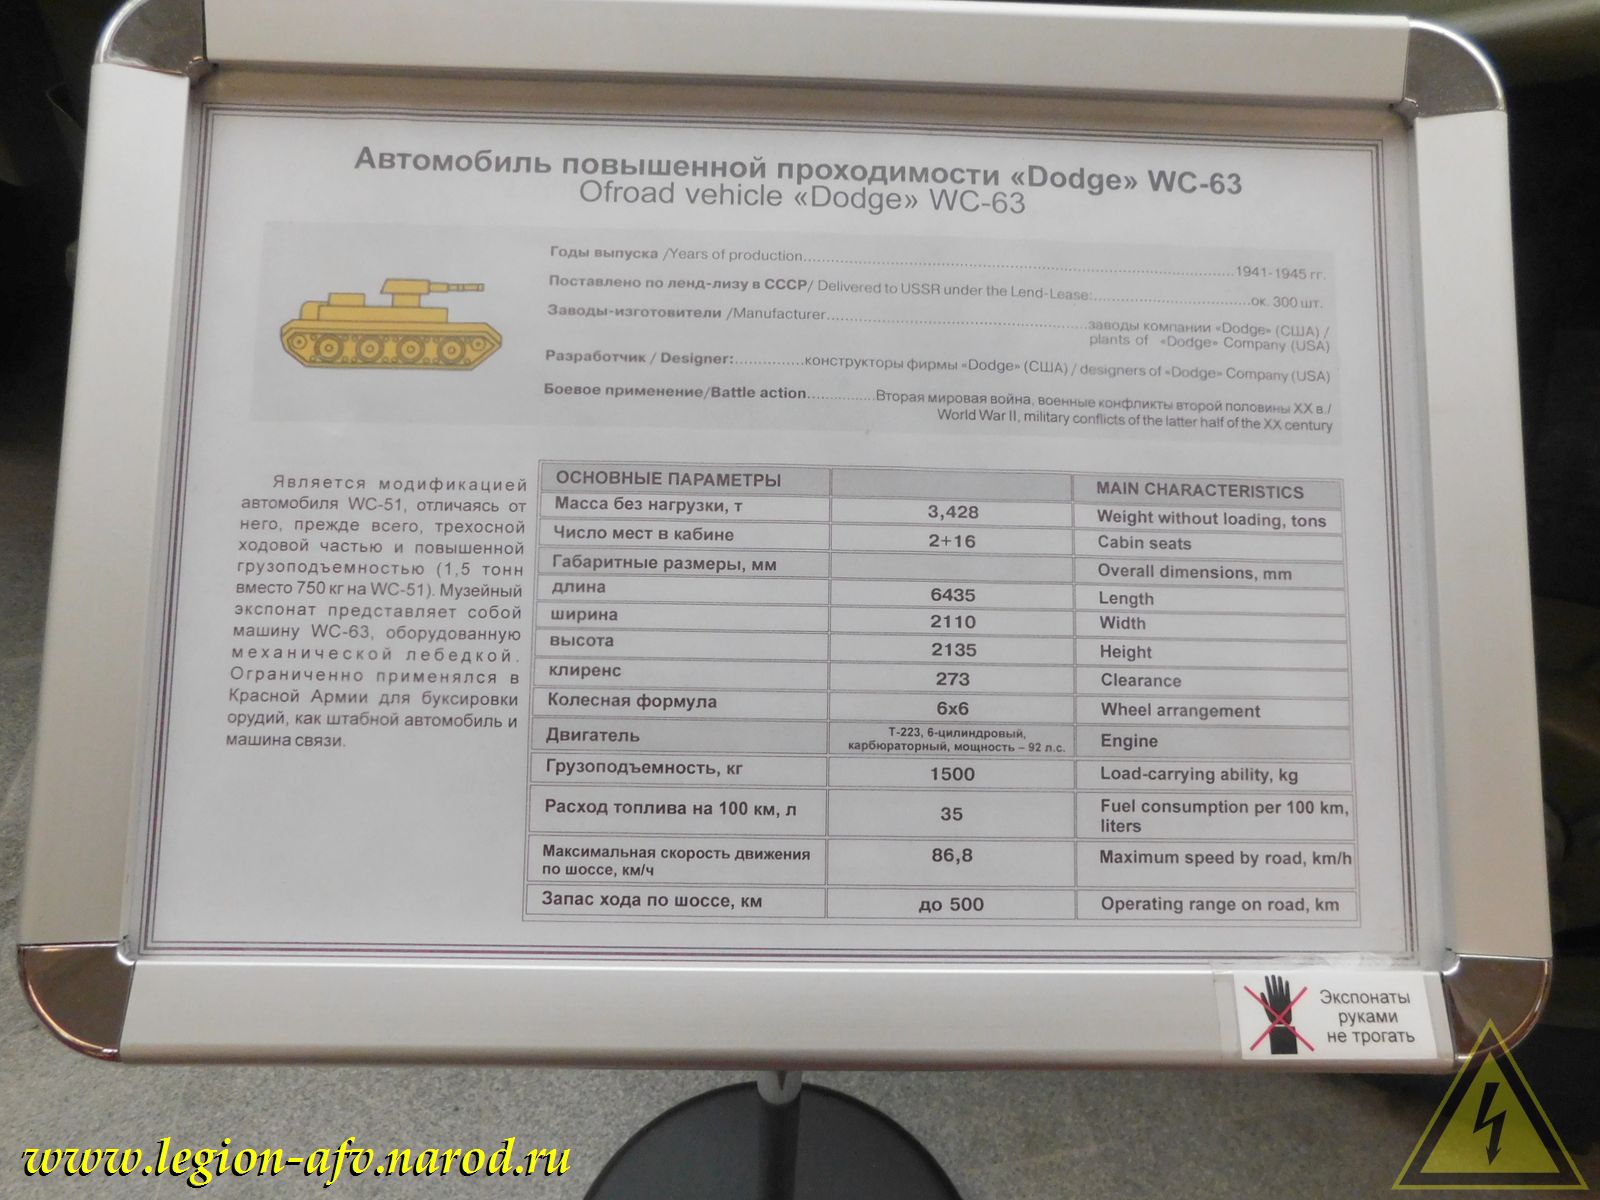 Автомобиль повышенной проходимости «Dodge» WC-63
Ofroad vehicle «Dodge» WC-63
Годы выпуска /Years of production.....1941-1945 гг.
Поставлено по ленд-лизу в СССР/ Delivered to USSR under the Lend-Lease:.....ок. 300 шт.
Заводы-изготовители /Manufacturer.....заводы компании «Dodge» (США) /
plants of «Dodge» Company (USA)
Разработчик / Designer:.....конструкторы фирмы «Dodge» (США) / designers of «Dodge» Company (USA)
Боевое применение/Battle action.....Вторая мировая война, военные конфликты второй половины XX в./
World War II, military conflicts of the latter half of the XX century
Является модификацией
автомобиля WC-51, отличаясь от
него, прежде всего, трехосной
ходовой частью и повышенной
грузоподъемностью (1,5 тонн
вместо 750 кг на WC-51). Музейный
экспонат представляет собой
машину WC-63, оборудованную
механической лебедкой.
Ограниченно применялся в
Красной Армии для буксировки
орудий, как штабной автомобиль и
машина связи.
ОСНОВНЫЕ ПАРАМЕТРЫ MAIN CHARACTERISTICS
Масса без нагрузки, т 3,428 Weight without loading, tons
Число мест в кабине 2+16 Cabin seats
Габаритные размеры, мм Overall dimensions, mm
длина 6435 Length
ширина 2110 Width
высота 2135 Height
клиренс 273 Clearance
Колесная формула 6х6 Wheel arrangement
Двигатель Т-223, 6-цилиндровый, Engine
карбюраторный, мощность – 92 л.с.
Грузоподъемность, кг 1500 Load-carrying ability, kg
Расход топлива на 100 км, л 35 Fuel consumption per 100 km,
liters
Максимальная скорость движения 86,8 Maximum speed by road, km/h
по шоссе, км/ч
Запас хода по шоссе, км до 500 Operating range on road, km
Экспонаты
руками
не трогать
www.legion-afv.narod.ru